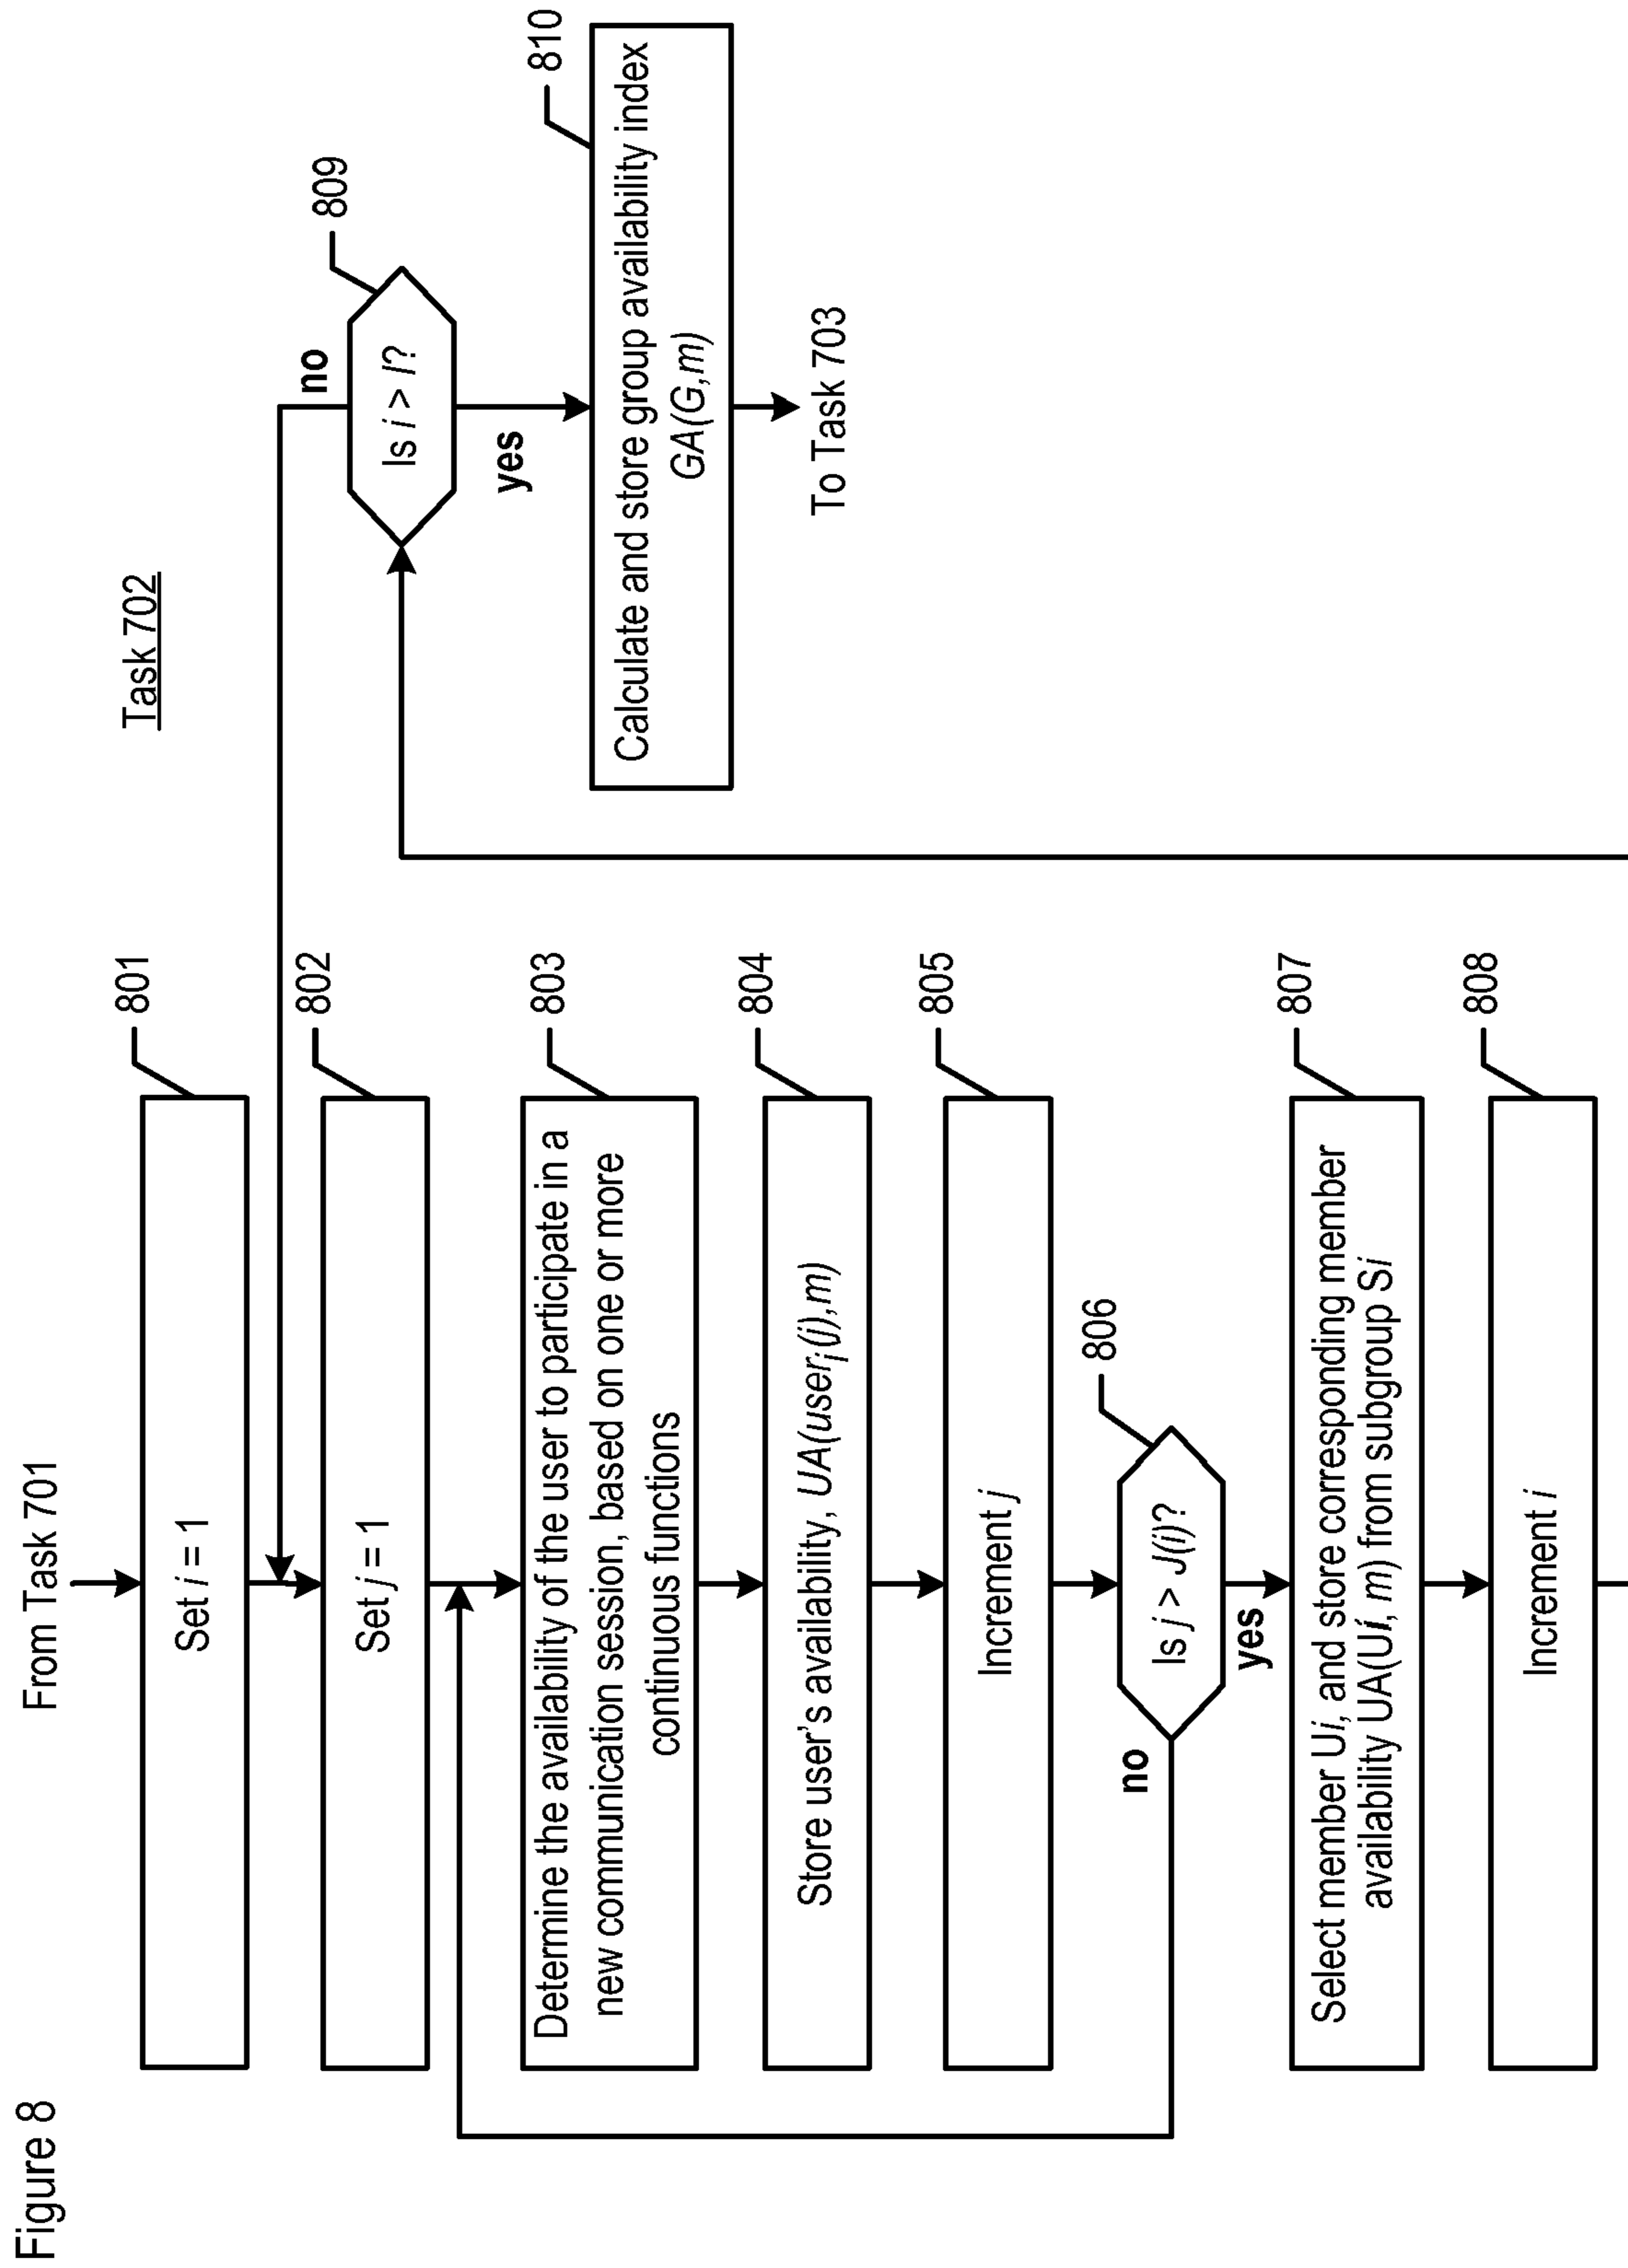 Figure 8
Task 702
From Task 701
801
Set i = 1
802
Set j = 1
803
Determine the availability of the user to participate in a
new communication session, based on one or more
continuous functions
804
Store user's availability, UA(userᵢ(j),m)
805
Increment j
806
Is j > J(i)?
no
yes
807
Select member Ui, and store corresponding member
availability UA(Ui, m) from subgroup Si
808
Increment i
809
Is i > I?
no
yes
810
Calculate and store group availability index
GA(G,m)
To Task 703